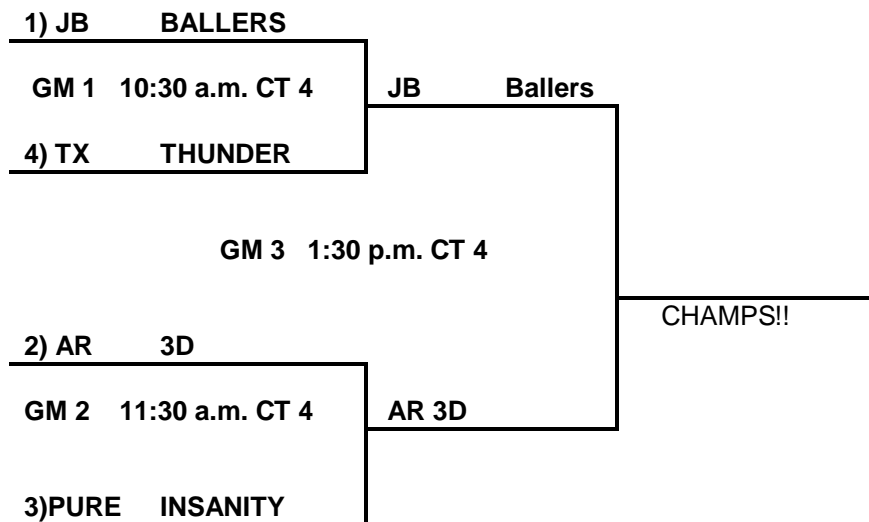 1) JB BALLERS
GM 1 10:30 a.m. CT 4 JB Ballers
4) TX THUNDER
GM 3 1:30 p.m. CT 4
CHAMPS!!
2) AR 3D
GM 2 11:30 a.m. CT 4 AR 3D
3)PURE INSANITY